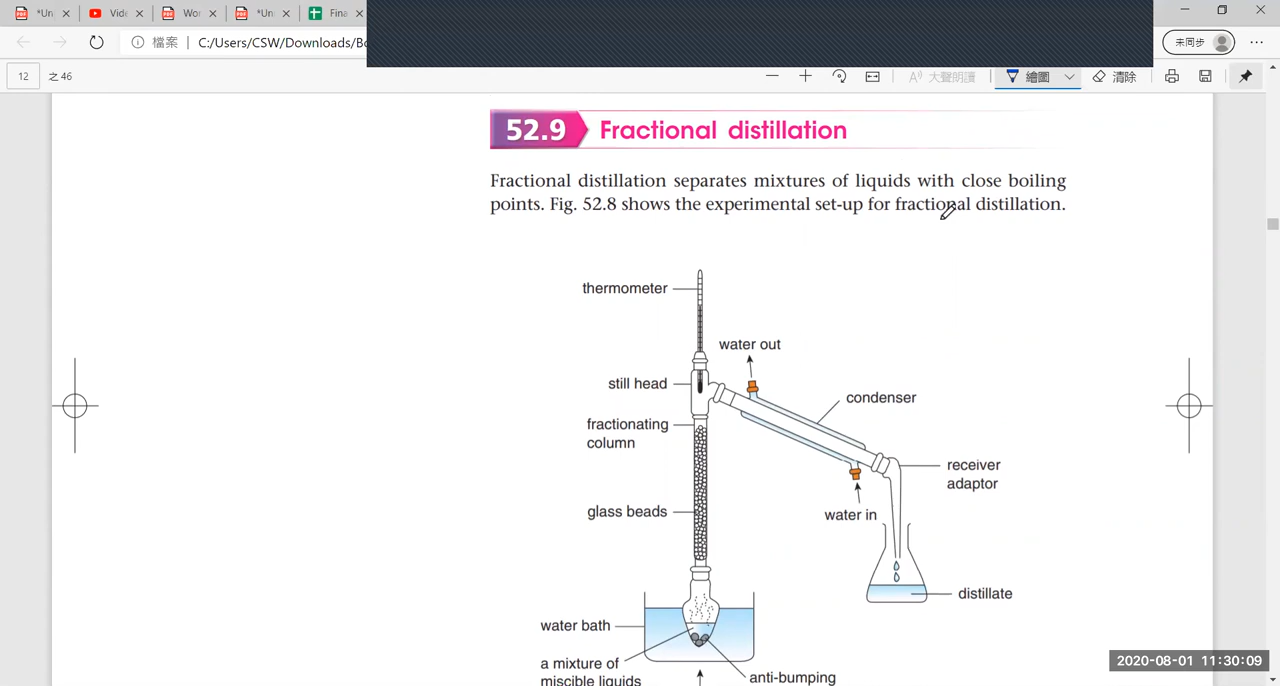 *Un
Vide
Wor
*Un
Fina
檔案
C:/Users/CSW/Downloads/Bo
未同步
12
之 46
大聲朗讀
繪圖
清除
52.9 Fractional distillation
Fractional distillation separates mixtures of liquids with close boiling
points. Fig. 52.8 shows the experimental set-up for fractional distillation.
thermometer
water out
still head
condenser
fractionating
column
receiver
adaptor
glass beads
water in
distillate
water bath
a mixture of
miscible liquids
anti-bumping
2020-08-01 11:30:09